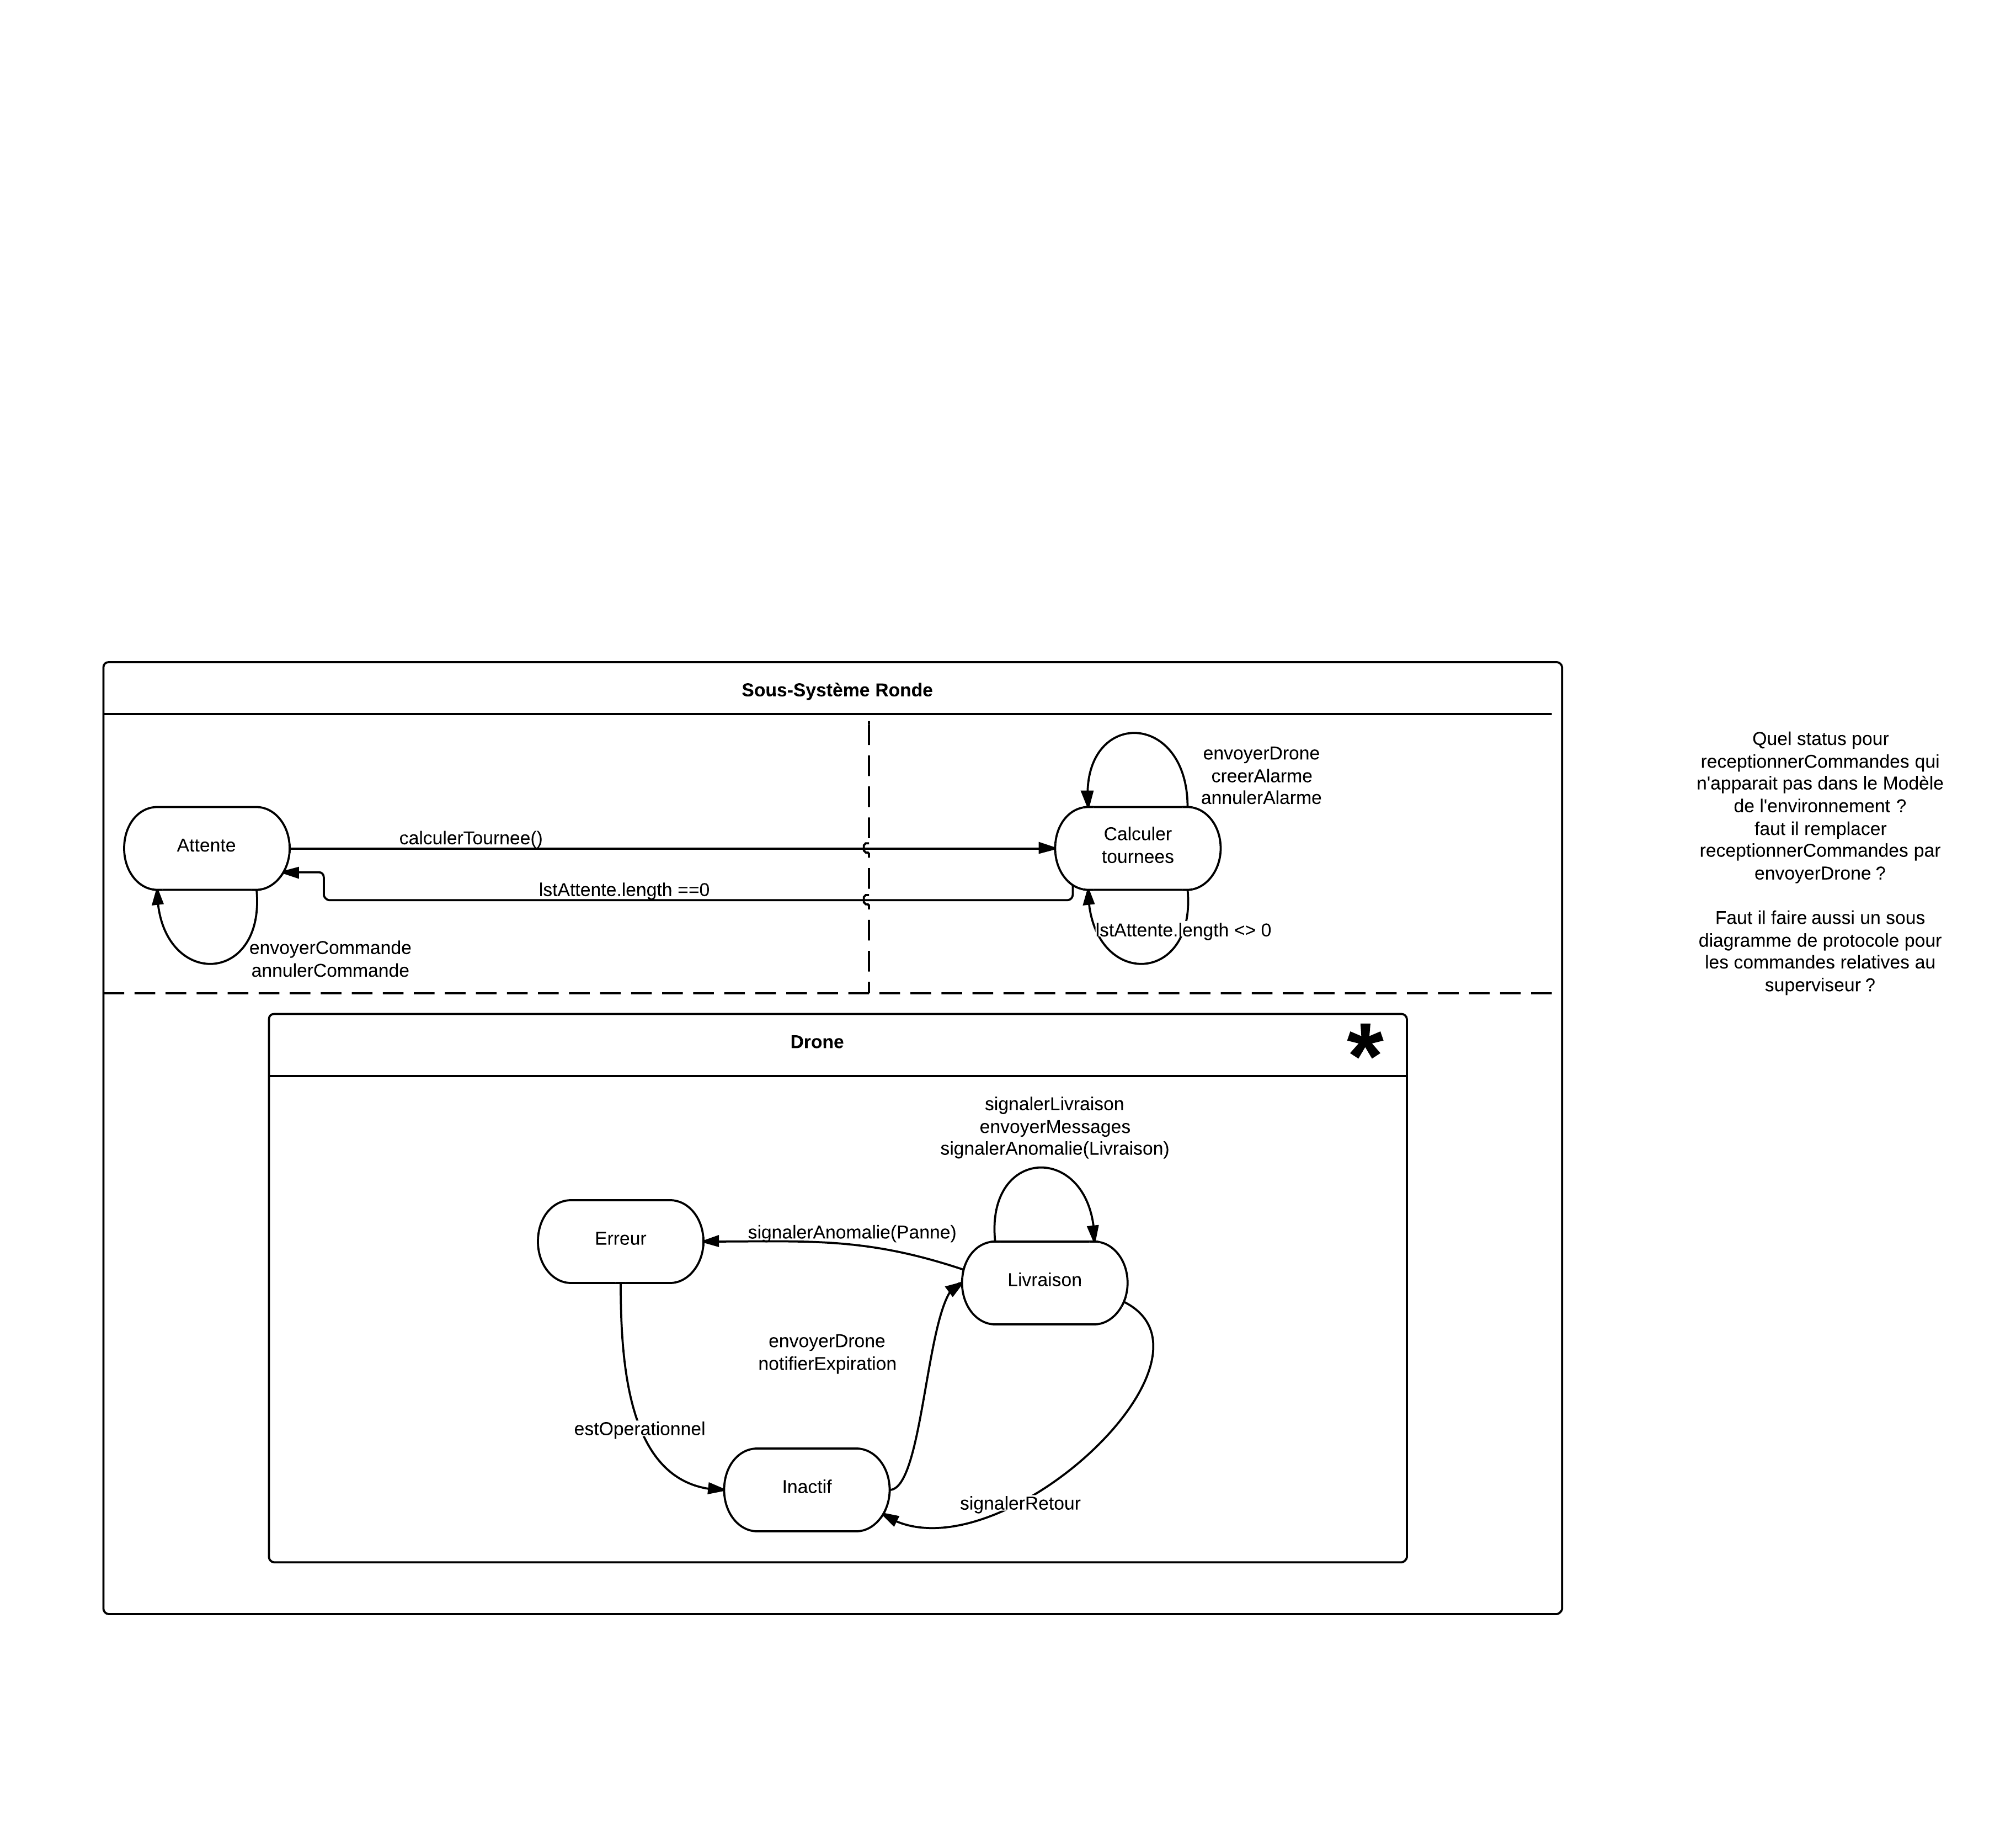 Sous-Système Ronde
envoyerDrone
creerAlarme
annulerAlarme
Attente
calculerTournee()
Calculer
tournees
lstAttente.length ==0
lstAttente.length <> 0
envoyerCommande
annulerCommande
Quel status pour
receptionnerCommandes qui
n'apparait pas dans le Modèle
de l'environnement ?
faut il remplacer
receptionnerCommandes par
envoyerDrone ?
Faut il faire aussi un sous
diagramme de protocole pour
les commandes relatives au
superviseur ?
Drone
*
signalerLivraison
envoyerMessages
signalerAnomalie(Livraison)
Erreur
signalerAnomalie(Panne)
Livraison
envoyerDrone
notifierExpiration
estOperationnel
Inactif
signalerRetour